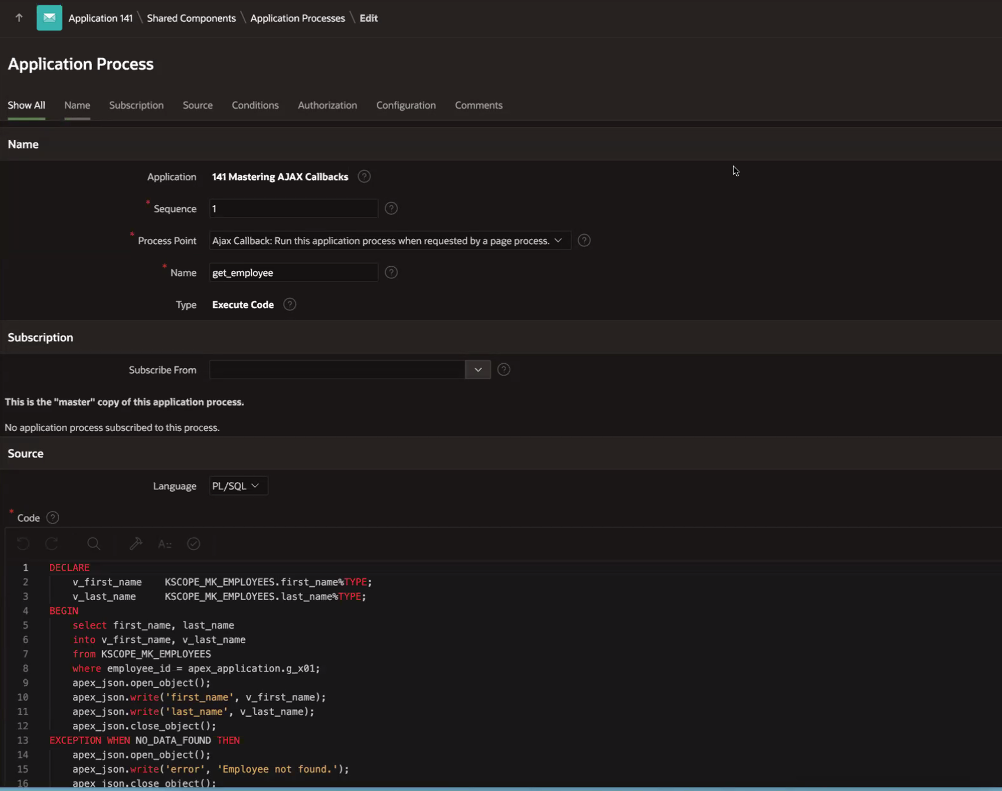 Application 141 \ Shared Components \ Application Processes \ Edit
Application Process
Show All Name Subscription Source Conditions Authorization Configuration Comments
Name
Application 141 Mastering AJAX Callbacks ?
* Sequence 1 ?
* Process Point Ajax Callback: Run this application process when requested by a page process. ?
* Name get_employee ?
Type Execute Code ?
Subscription
Subscribe From ?
This is the "master" copy of this application process.
No application process subscribed to this process.
Source
Language PL/SQL
* Code ?
1 DECLARE
2 v_first_name KSCOPE_MK_EMPLOYEES.first_name%TYPE;
3 v_last_name KSCOPE_MK_EMPLOYEES.last_name%TYPE;
4 BEGIN
5 select first_name, last_name
6 into v_first_name, v_last_name
7 from KSCOPE_MK_EMPLOYEES
8 where employee_id = apex_application.g_x01;
9 apex_json.open_object();
10 apex_json.write('first_name', v_first_name);
11 apex_json.write('last_name', v_last_name);
12 apex_json.close_object();
13 EXCEPTION WHEN NO_DATA_FOUND THEN
14 apex_json.open_object();
15 apex_json.write('error', 'Employee not found.');
16 apex_json.close_object();